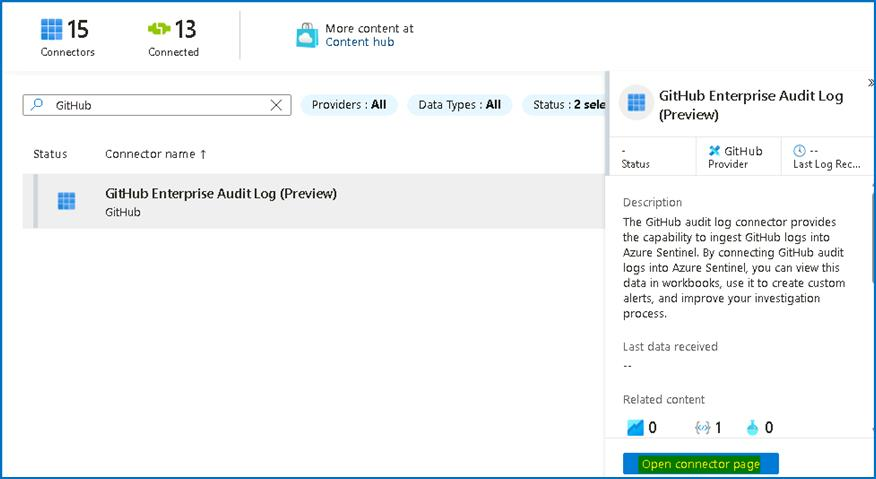 15
Connectors
13
Connected
More content at
Content hub
GitHub
Providers : All
Data Types : All
Status : 2 sele
Status
Connector name ↑
GitHub Enterprise Audit Log (Preview)
GitHub
»
GitHub Enterprise Audit Log
(Preview)
-
Status
GitHub
Provider
--
Last Log Rec...
Description
The GitHub audit log connector provides
the capability to ingest GitHub logs into
Azure Sentinel. By connecting GitHub audit
logs into Azure Sentinel, you can view this
data in workbooks, use it to create custom
alerts, and improve your investigation
process.
Last data received
--
Related content
0
1
0
Open connector page